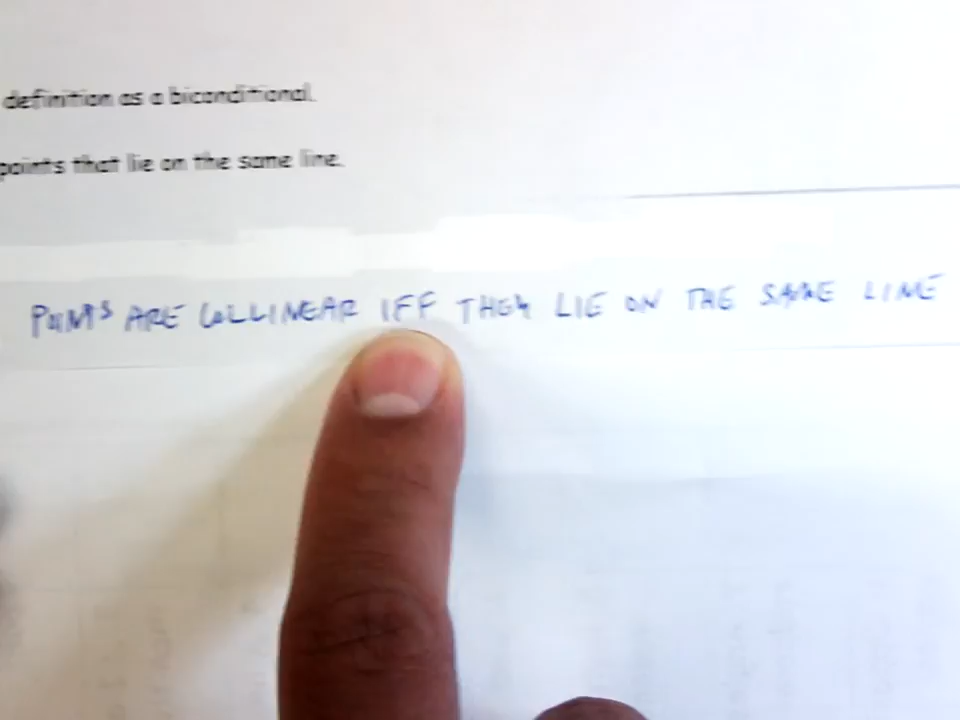 definition as a biconditional.
points that lie on the same line.
POINTS ARE COLLINEAR IFF THEY LIE ON THE SAME LINE